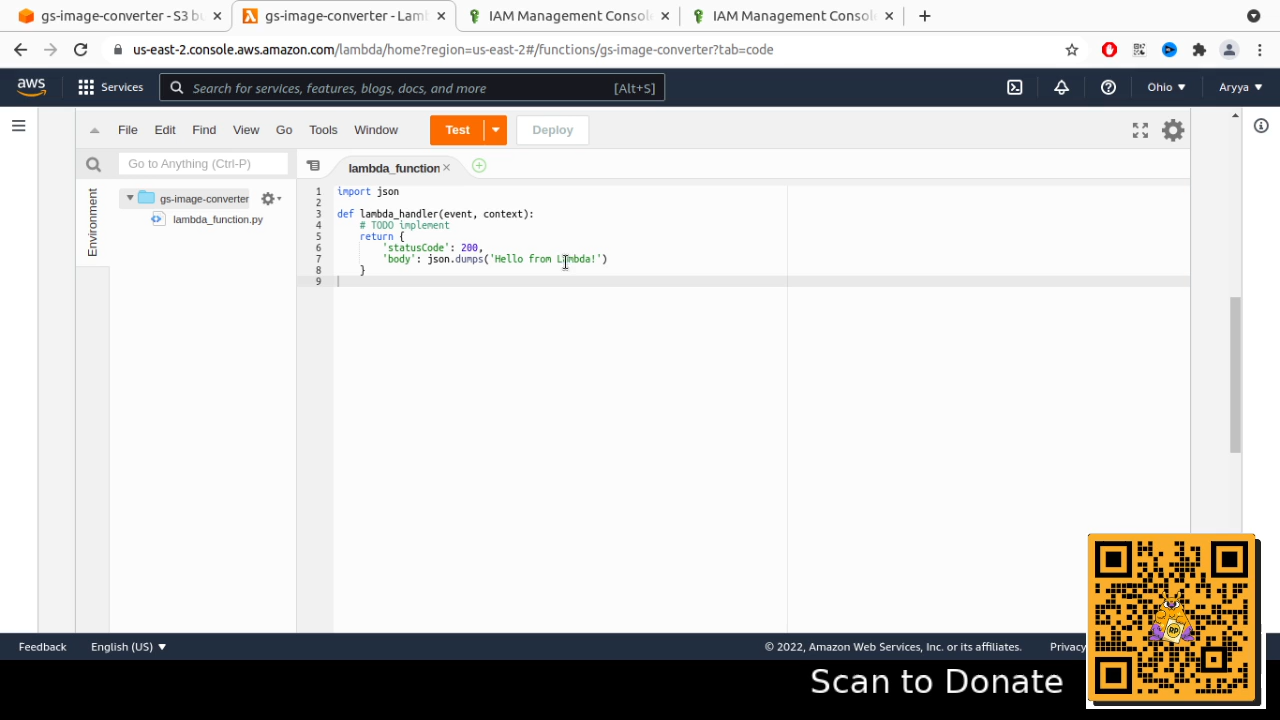 gs-image-converter - S3 bu
gs-image-converter - Lam
IAM Management Consol
IAM Management Consol
us-east-2.console.aws.amazon.com/lambda/home?region=us-east-2#/functions/gs-image-converter?tab=code
aws
Services
Search for services, features, blogs, docs, and more
[Alt+S]
Ohio
Aryya
File Edit Find View Go Tools Window
Test
Deploy
Go to Anything (Ctrl-P)
lambda_function
Environment
gs-image-converter
lambda_function.py
1 import json
2
3 def lambda_handler(event, context):
4 # TODO implement
5 return {
6 'statusCode': 200,
7 'body': json.dumps('Hello from Lambda!')
8 }
9
Feedback
English (US)
© 2022, Amazon Web Services, Inc. or its affiliates.
Privacy
RP
Scan to Donate